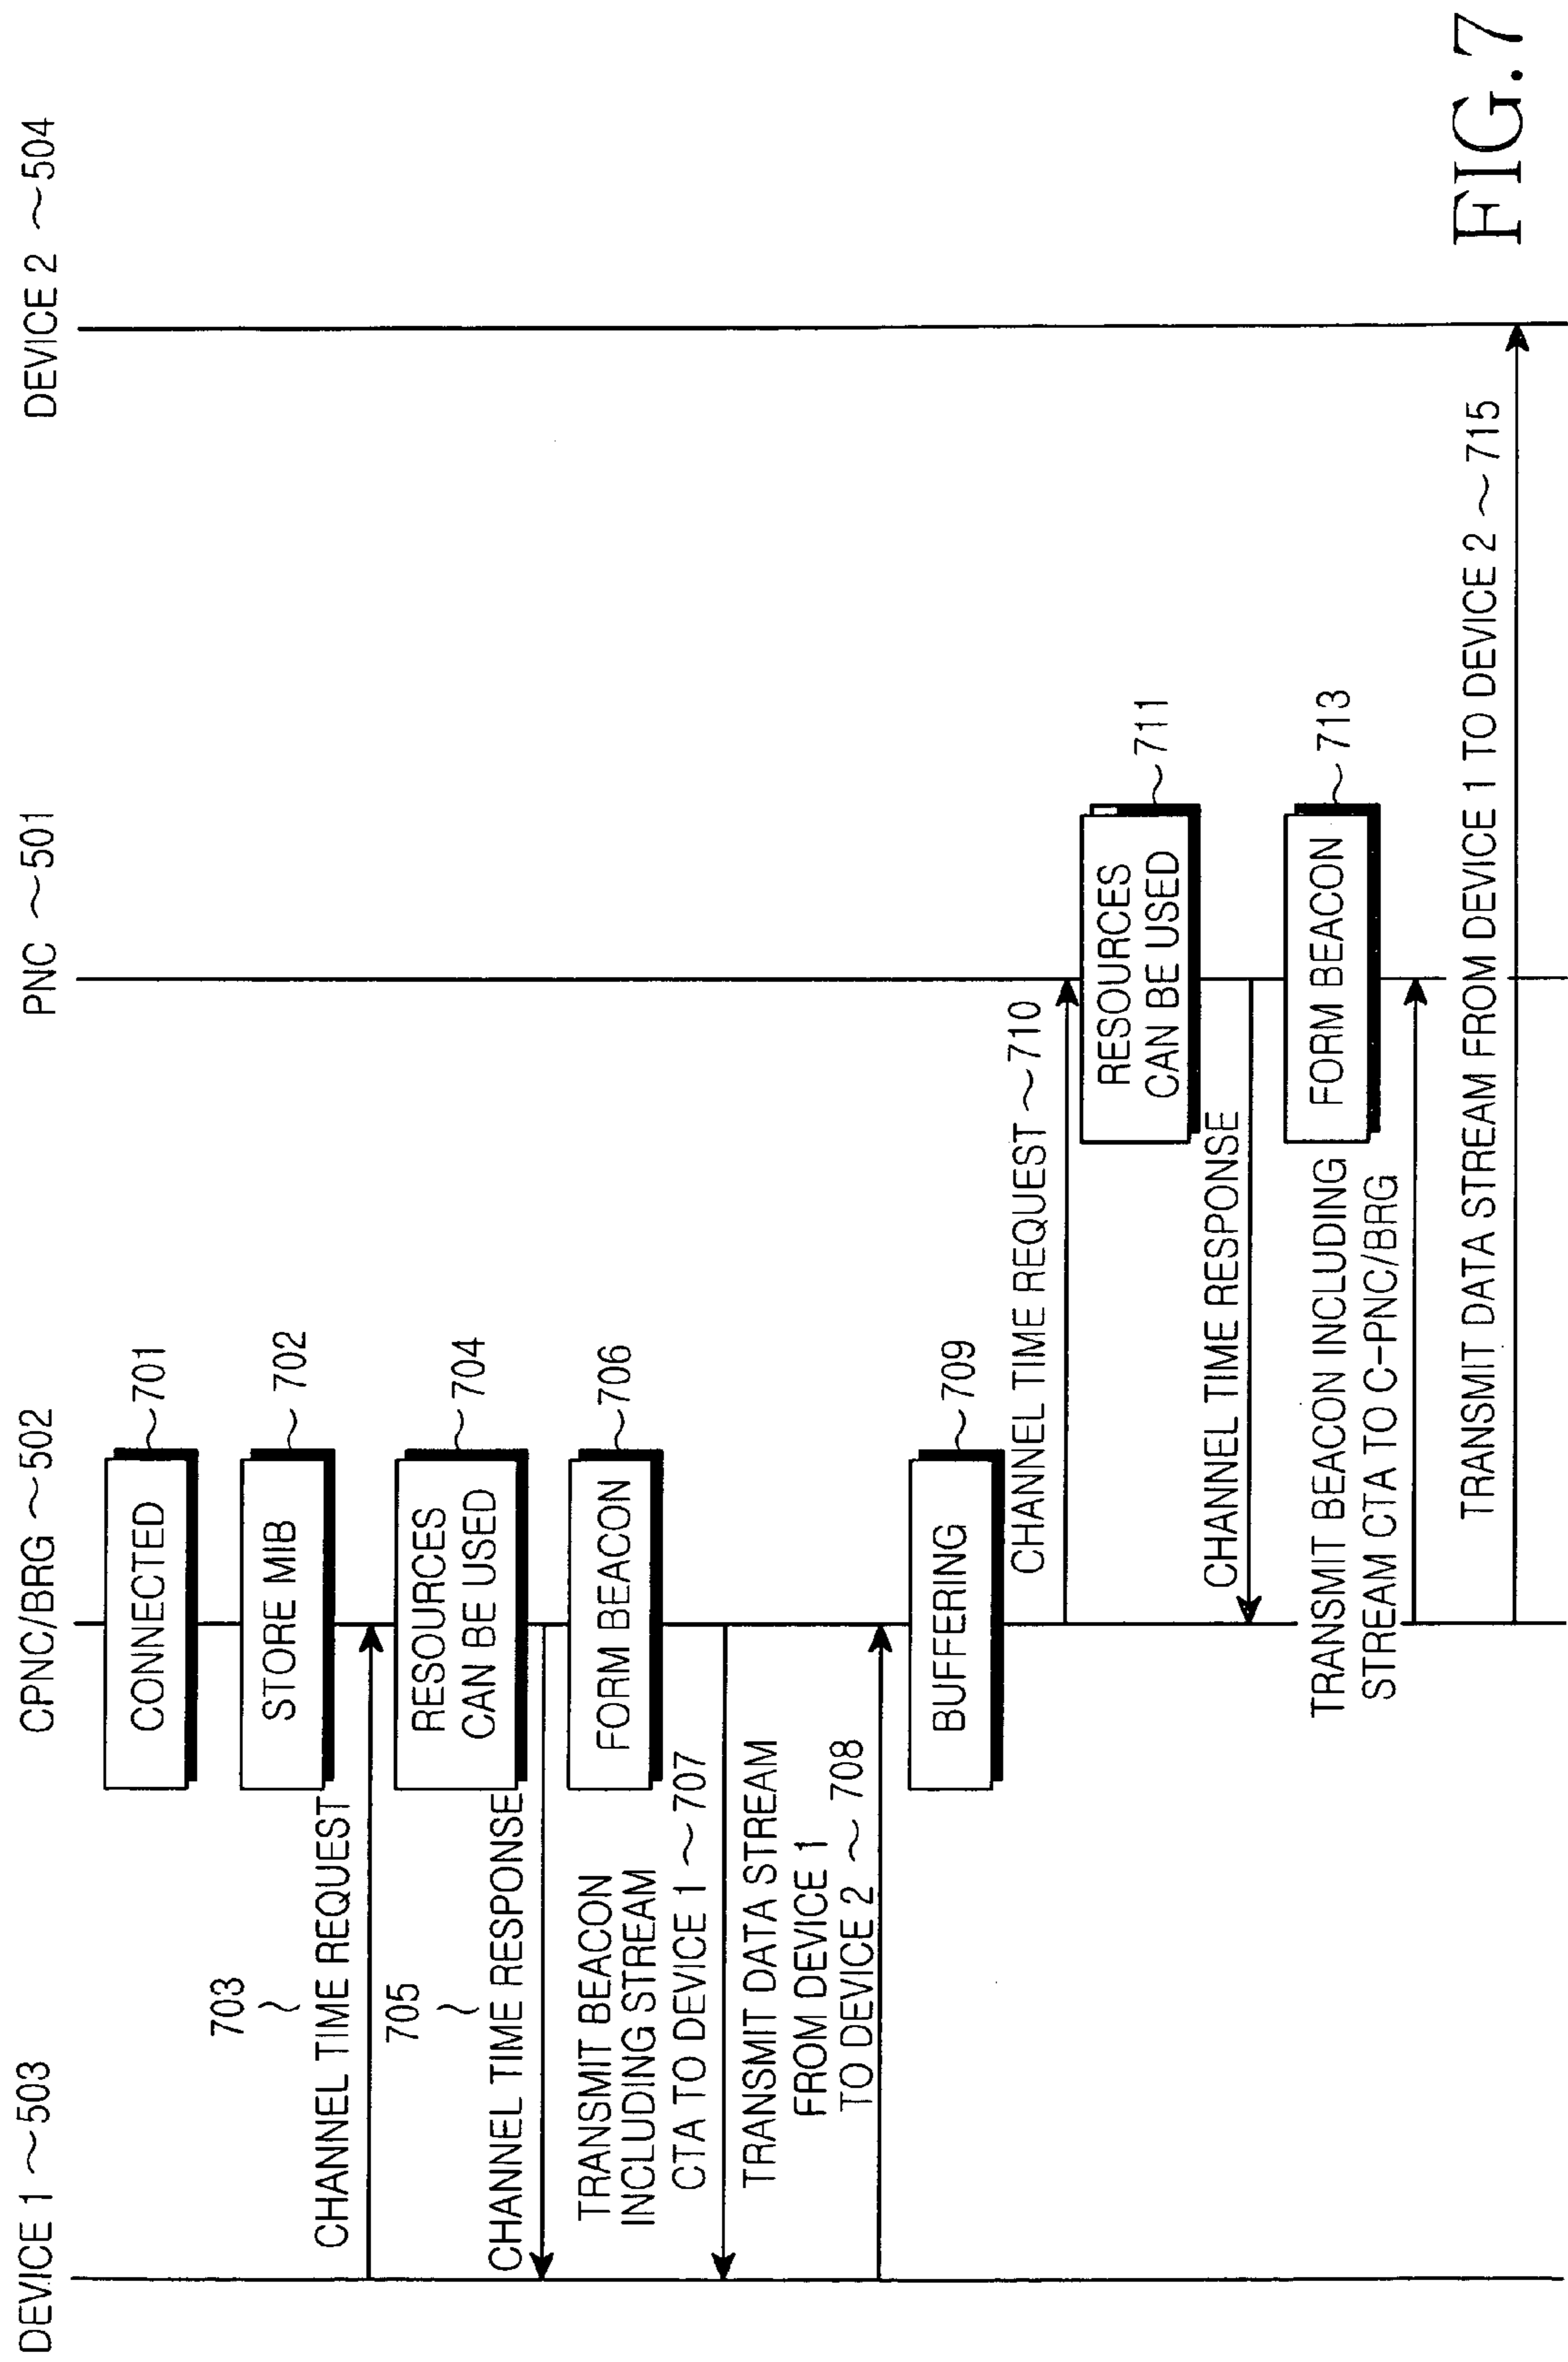 DEVICE 1 ~503
CPNC/BRG ~502
PNC ~501
DEVICE 2 ~504
CONNECTED
~701
STORE MIB
~702
703
CHANNEL TIME REQUEST
RESOURCES
CAN BE USED
~704
705
CHANNEL TIME RESPONSE
FORM BEACON
~706
TRANSMIT BEACON
INCLUDING STREAM
CTA TO DEVICE 1 ~707
TRANSMIT DATA STREAM
FROM DEVICE 1
TO DEVICE 2 ~708
BUFFERING
~709
CHANNEL TIME REQUEST ~710
RESOURCES
CAN BE USED
~711
CHANNEL TIME RESPONSE
FORM BEACON
~713
TRANSMIT BEACON INCLUDING
STREAM CTA TO C-PNC/BRG
TRANSMIT DATA STREAM FROM DEVICE 1 TO DEVICE 2 ~715
FIG.7